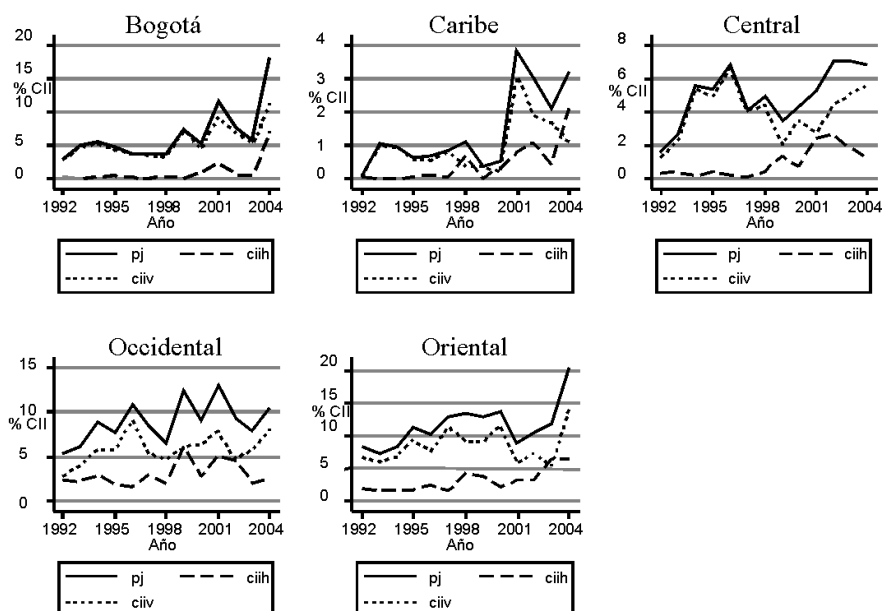 Bogotá
20
15
% CII
10
5
0
1992 1995 1998 2001 2004
Año
pj ciih
ciiv
Caribe
4
3
% CII
2
1
0
1992 1995 1998 2001 2004
Año
pj ciih
ciiv
Central
8
6
% CII
4
2
0
1992 1995 1998 2001 2004
Año
pj ciih
ciiv
Occidental
15
10
% CII
5
0
1992 1995 1998 2001 2004
Año
pj ciih
ciiv
Oriental
20
15
% CII
10
5
0
1992 1995 1998 2001 2004
Año
pj ciih
ciiv